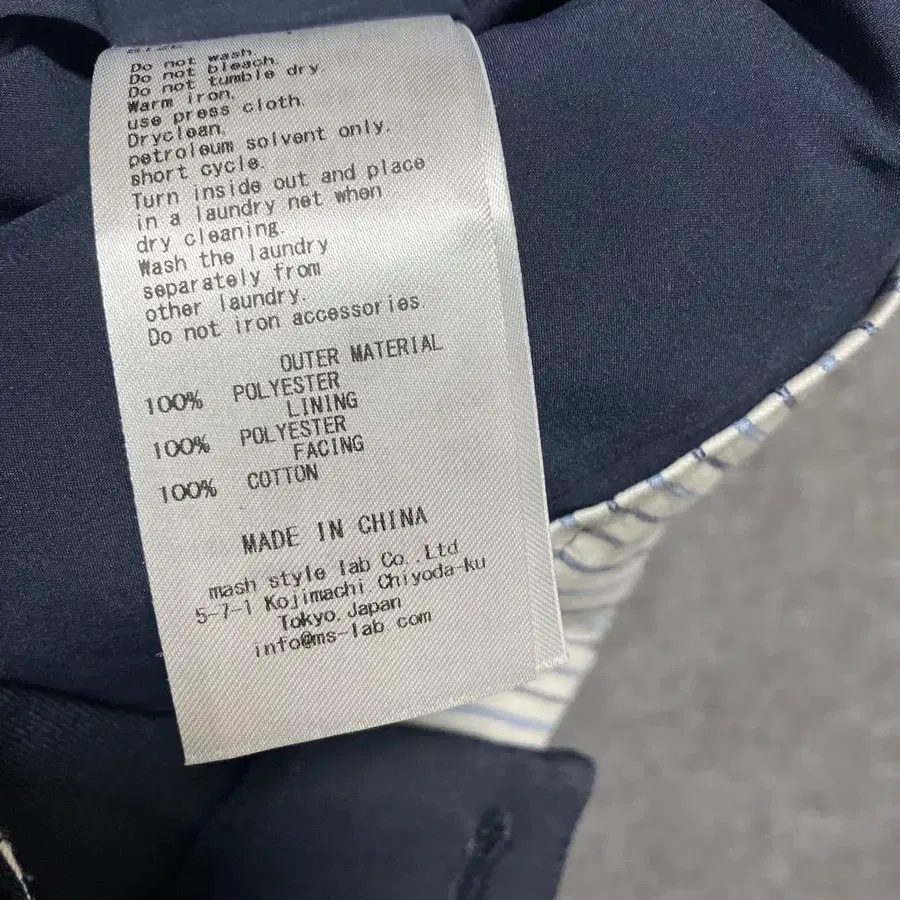 SIZE
Do not wash.
Do not bleach.
Do not tumble dry.
Warm iron.
use press cloth.
Dryclean.
petroleum solvent only.
short cycle.
Turn inside out and place
in a laundry net when
dry cleaning.
Wash the laundry
separately from
other laundry.
Do not iron accessories.
OUTER MATERIAL
100% POLYESTER
LINING
100% POLYESTER
FACING
100% COTTON
MADE IN CHINA
mash style lab Co.,Ltd
5-7-1 Kojimachi Chiyoda-ku
Tokyo.Japan
info@ms-lab com